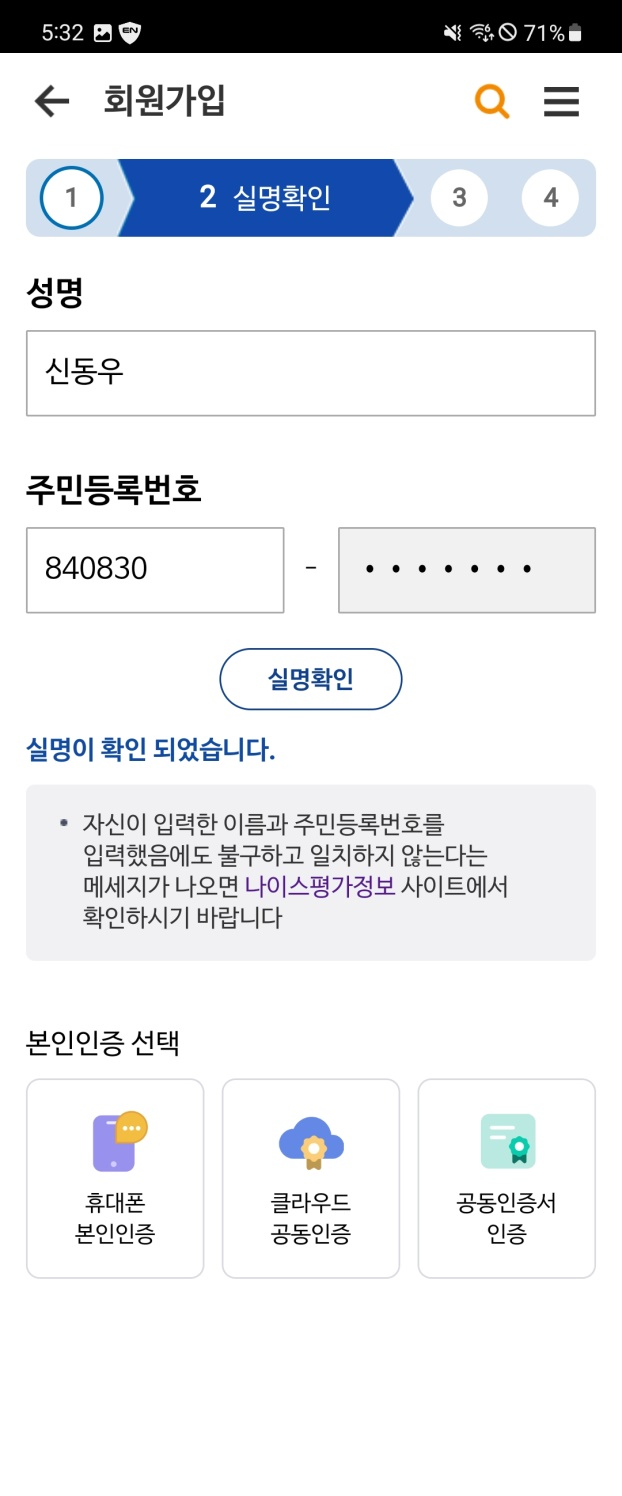 5:32 EN 71%
회원가입
1 2 실명확인 3 4
성명
신동우
주민등록번호
840830 - •••••••
실명확인
실명이 확인 되었습니다.
• 자신이 입력한 이름과 주민등록번호를
입력했음에도 불구하고 일치하지 않는다는
메세지가 나오면 나이스평가정보 사이트에서
확인하시기 바랍니다
본인인증 선택
휴대폰
본인인증
클라우드
공동인증
공동인증서
인증